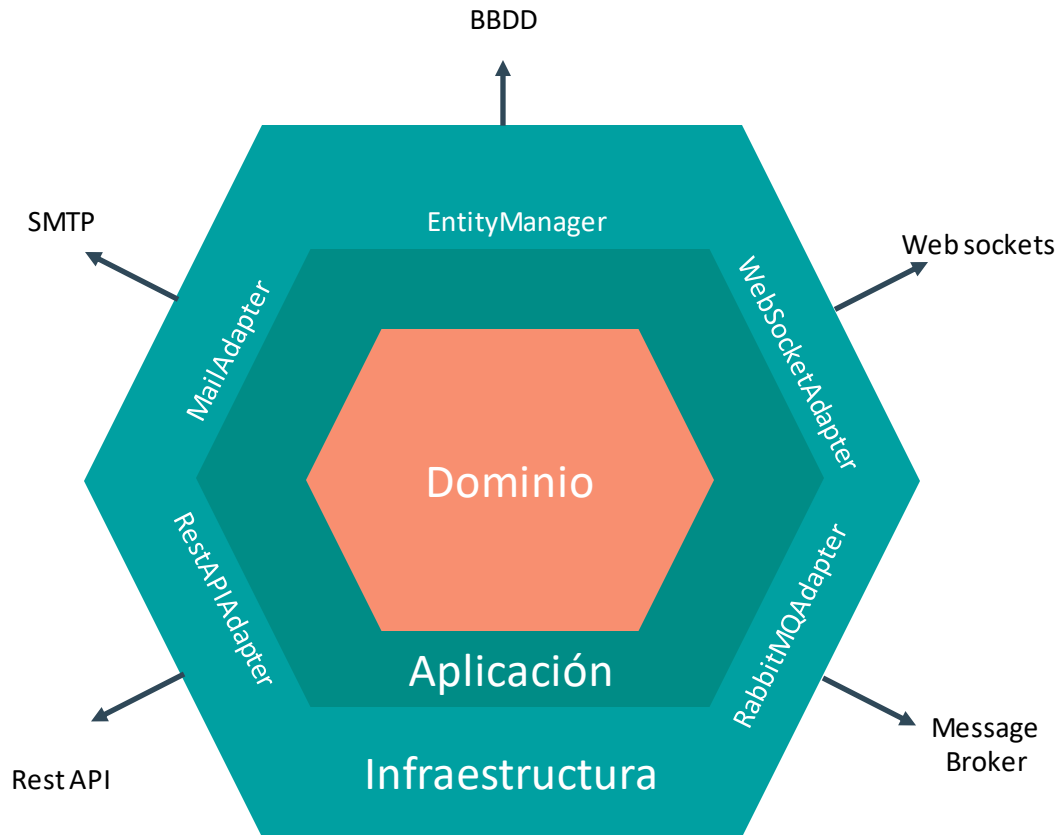 BBDD
SMTP
EntityManager
Web sockets
MailAdapter
WebSocketAdapter
Dominio
RestAPIAdapter
RabbitMQAdapter
Aplicación
Rest API
Infraestructura
Message
Broker